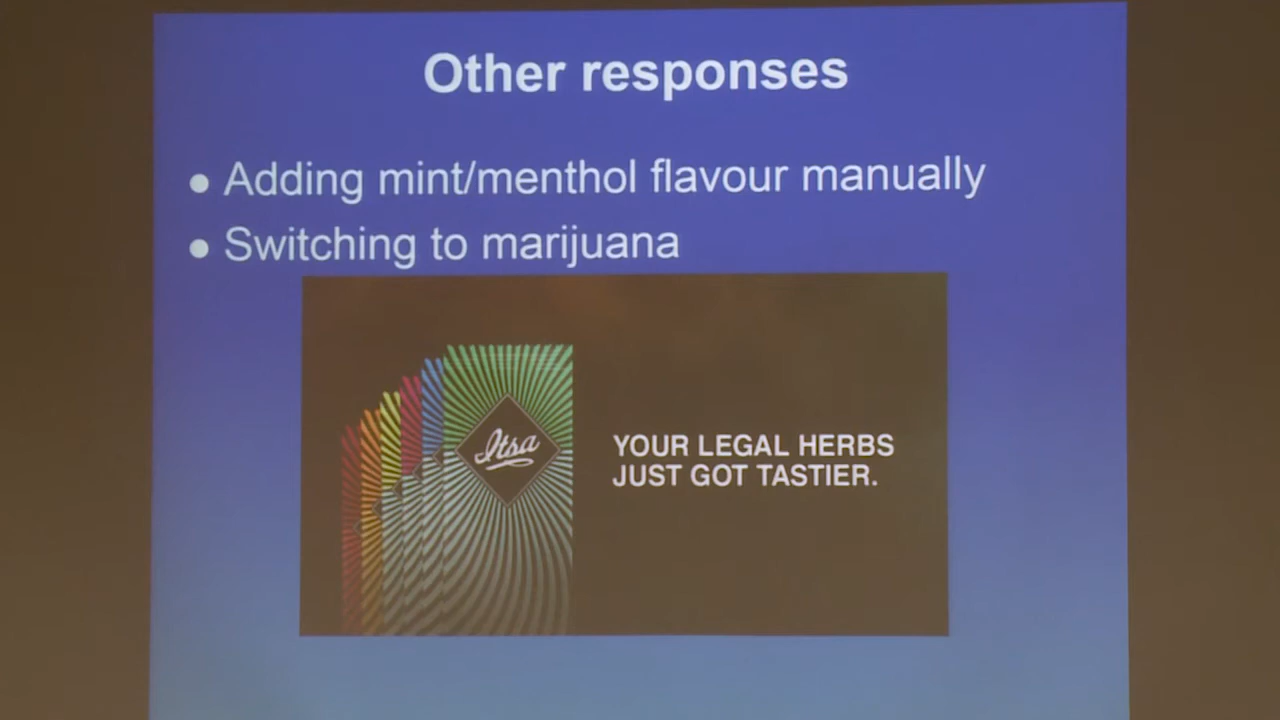 Other responses
● Adding mint/menthol flavour manually
● Switching to marijuana
Itsa
YOUR LEGAL HERBS
JUST GOT TASTIER.